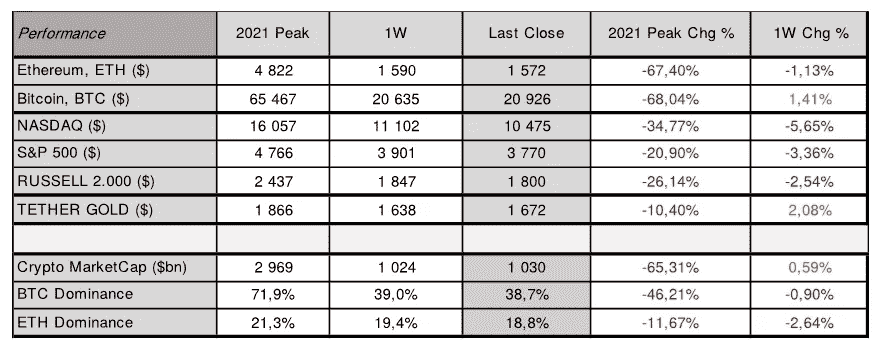 Performance 2021 Peak 1W Last Close 2021 Peak Chg % 1W Chg %
Ethereum, ETH ($) 4 822 1 590 1 572 -67,40% -1,13%
Bitcoin, BTC ($) 65 467 20 635 20 926 -68,04% 1,41%
NASDAQ ($) 16 057 11 102 10 475 -34,77% -5,65%
S&P 500 ($) 4 766 3 901 3 770 -20,90% -3,36%
RUSSELL 2.000 ($) 2 437 1 847 1 800 -26,14% -2,54%
TETHER GOLD ($) 1 866 1 638 1 672 -10,40% 2,08%
Crypto MarketCap ($bn) 2 969 1 024 1 030 -65,31% 0,59%
BTC Dominance 71,9% 39,0% 38,7% -46,21% -0,90%
ETH Dominance 21,3% 19,4% 18,8% -11,67% -2,64%